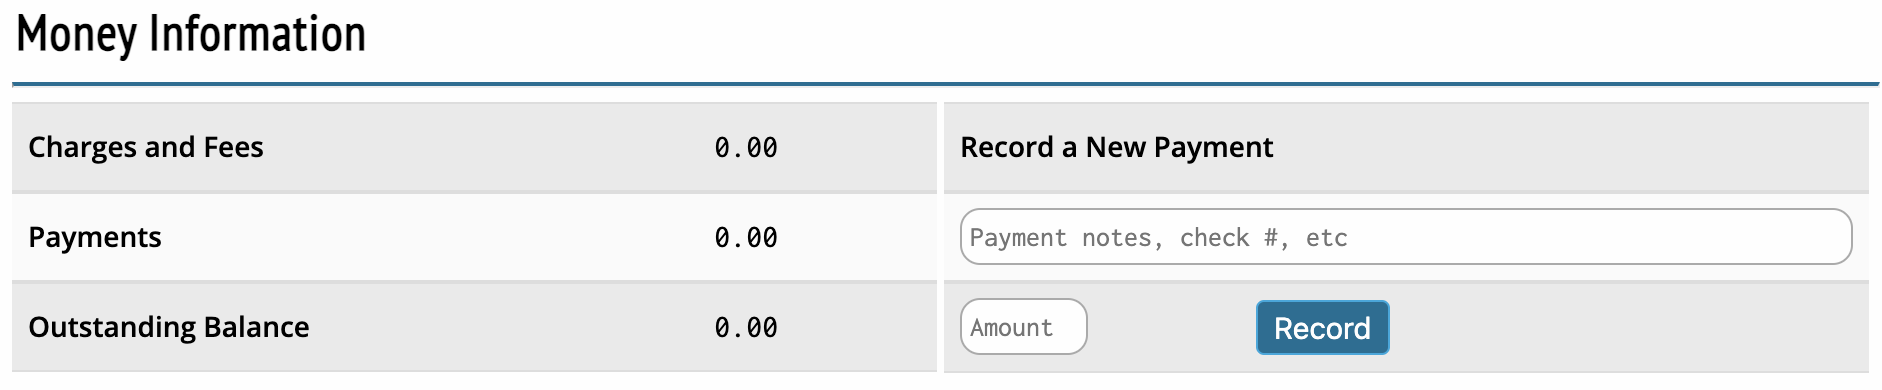 Money Information
Charges and Fees 0.00
Record a New Payment
Payments 0.00
Payment notes, check #, etc
Outstanding Balance 0.00
Amount Record